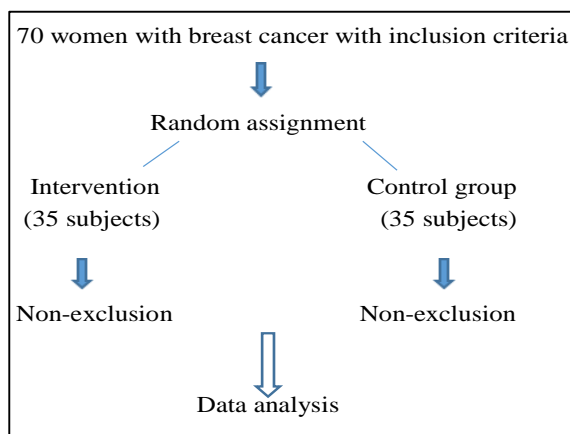 70 women with breast cancer with inclusion criteria
Random assignment
Intervention
(35 subjects)
Control group
(35 subjects)
Non-exclusion
Non-exclusion
Data analysis